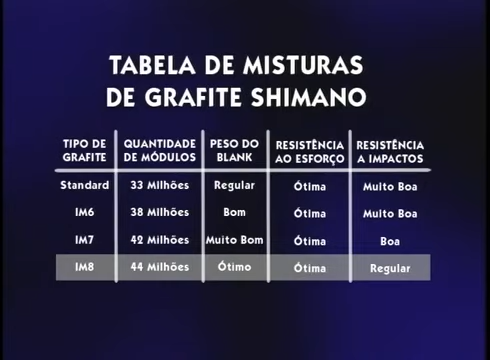 TABELA DE MISTURAS
DE GRAFITE SHIMANO
TIPO DE GRAFITE QUANTIDADE DE MÓDULOS PESO DO BLANK RESISTÊNCIA AO ESFORÇO RESISTÊNCIA A IMPACTOS
Standard 33 Milhões Regular Ótima Muito Boa
IM6 38 Milhões Bom Ótima Muito Boa
IM7 42 Milhões Muito Bom Ótima Boa
IM8 44 Milhões Ótimo Ótima Regular